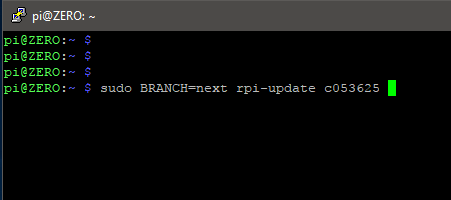 pi@ZERO: ~
pi@ZERO:~ $
pi@ZERO:~ $
pi@ZERO:~ $
pi@ZERO:~ $ sudo BRANCH=next rpi-update c053625